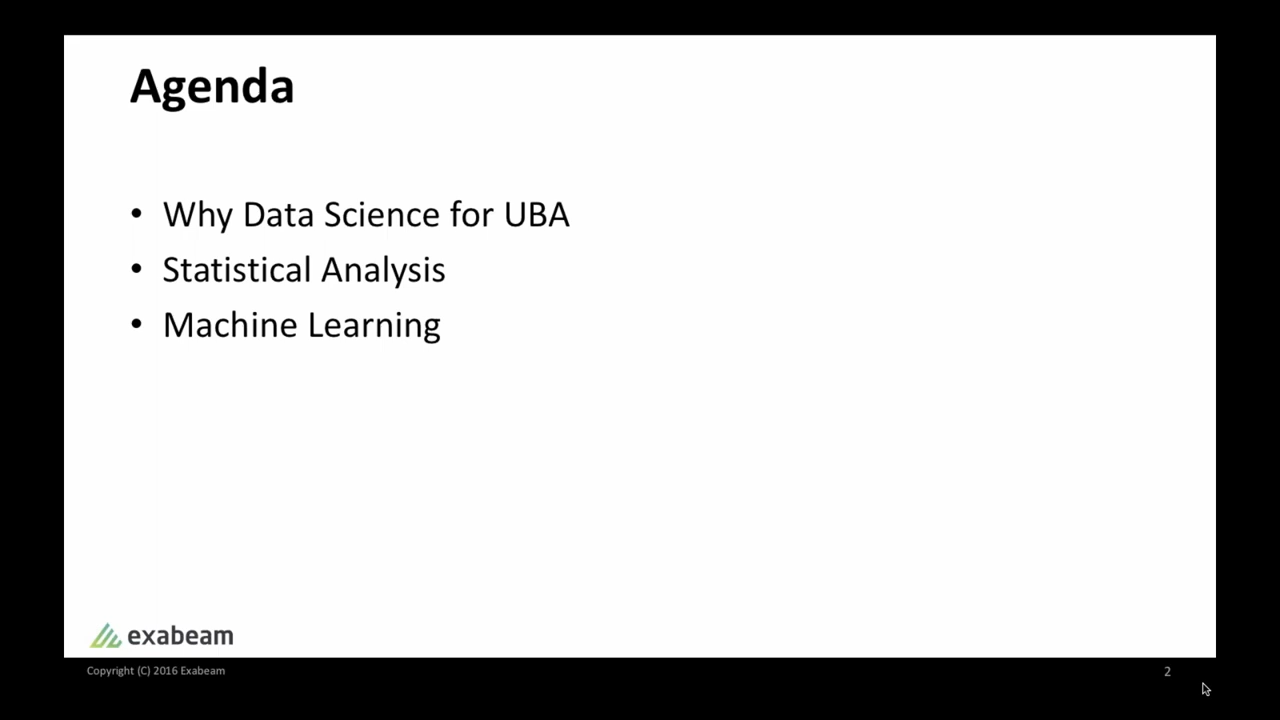 Agenda
• Why Data Science for UBA
• Statistical Analysis
• Machine Learning
exabeam
Copyright (C) 2016 Exabeam
2